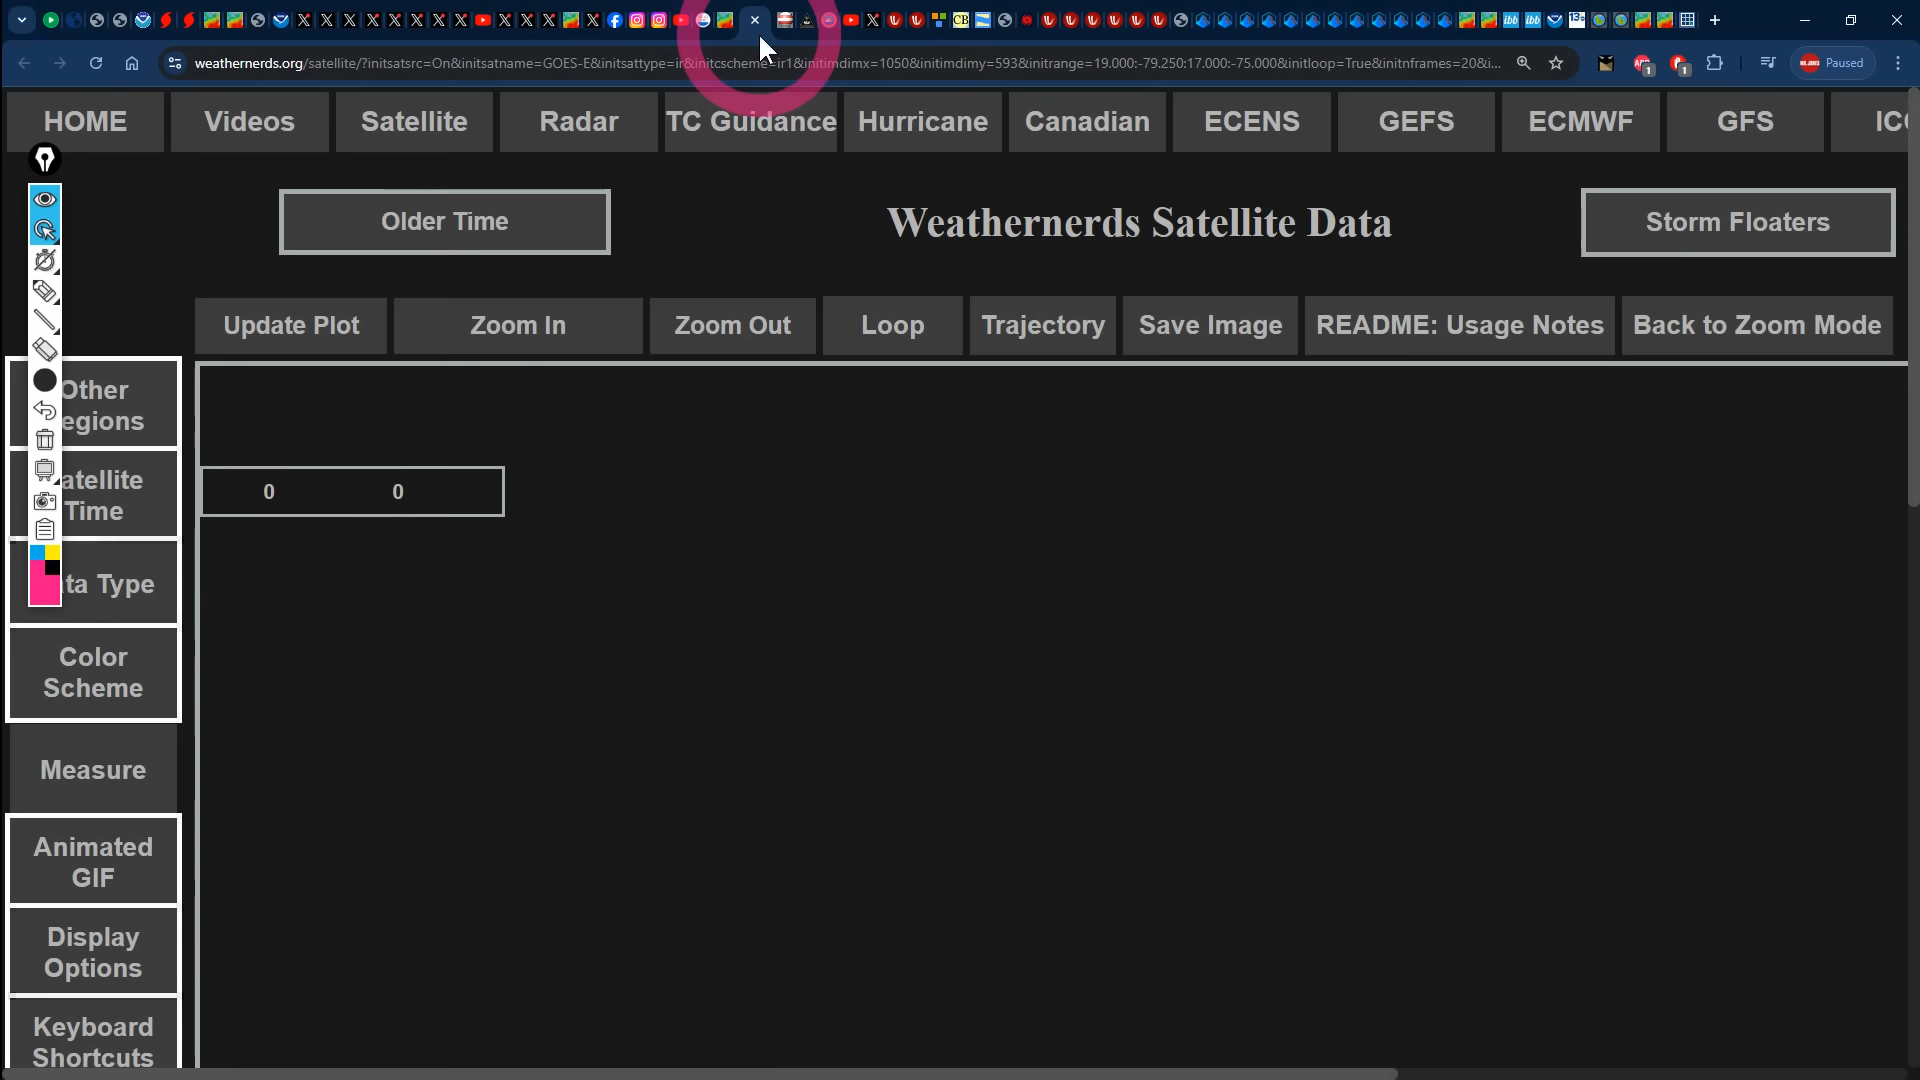 weathernerds.org/satellite/?initsatsrc=On&initsatname=GOES-E&initsattype=ir&initcscheme=ir1&initimdimx=1050&initimdimy=593&initrange=19.000:-79.250:17.000:-75.000&initloop=True&initnframes=20&i...
Paused
HOME
Videos
Satellite
Radar
TC Guidance
Hurricane
Canadian
ECENS
GEFS
ECMWF
GFS
Older Time
Weathernerds Satellite Data
Storm Floaters
Update Plot
Zoom In
Zoom Out
Loop
Trajectory
Save Image
README: Usage Notes
Back to Zoom Mode
Other
egions
atellite
Time
ta Type
Color
Scheme
Measure
Animated
GIF
Display
Options
Keyboard
Shortcuts
0 0